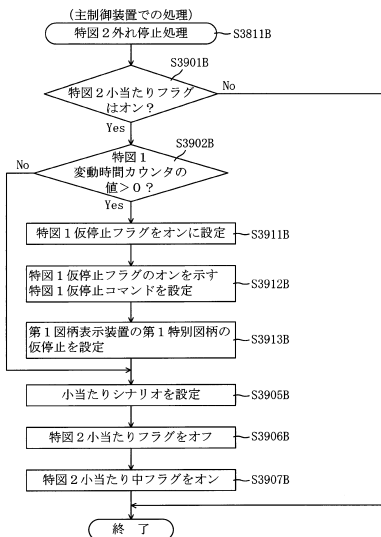 (主制御装置での処理)
特図2外れ停止処理
S3811B
S3901B
特図2小当たりフラグ
はオン?
No
Yes
S3902B
特図1
変動時間カウンタの
値>0?
No
Yes
特図1仮停止フラグをオンに設定
S3911B
特図1仮停止フラグのオンを示す
特図1仮停止コマンドを設定
S3912B
第1図柄表示装置の第1特別図柄の
仮停止を設定
S3913B
小当たりシナリオを設定
S3905B
特図2小当たりフラグをオフ
S3906B
特図2小当たり中フラグをオン
S3907B
終 了